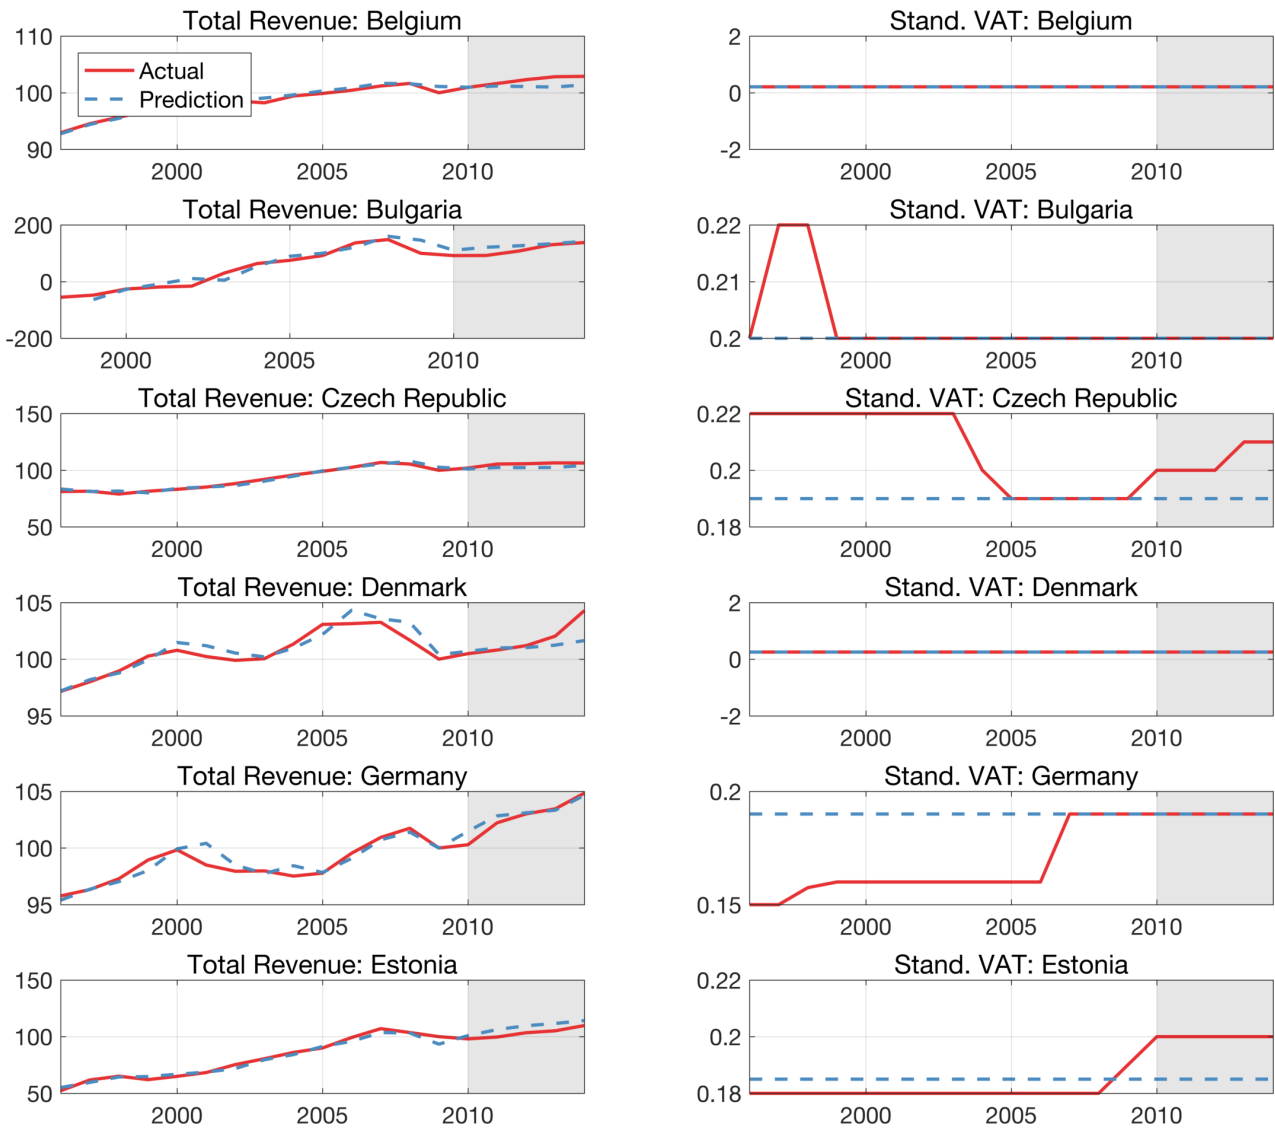 Total Revenue: Belgium
110
100
90
Actual
Prediction
2000 2005 2010
Stand. VAT: Belgium
2
0
-2
2000 2005 2010
Total Revenue: Bulgaria
200
0
-200
2000 2005 2010
Stand. VAT: Bulgaria
0.22
0.21
0.2
2000 2005 2010
Total Revenue: Czech Republic
150
100
50
2000 2005 2010
Stand. VAT: Czech Republic
0.22
0.2
0.18
2000 2005 2010
Total Revenue: Denmark
105
100
95
2000 2005 2010
Stand. VAT: Denmark
2
0
-2
2000 2005 2010
Total Revenue: Germany
105
100
95
2000 2005 2010
Stand. VAT: Germany
0.2
0.15
2000 2005 2010
Total Revenue: Estonia
150
100
50
2000 2005 2010
Stand. VAT: Estonia
0.22
0.2
0.18
2000 2005 2010